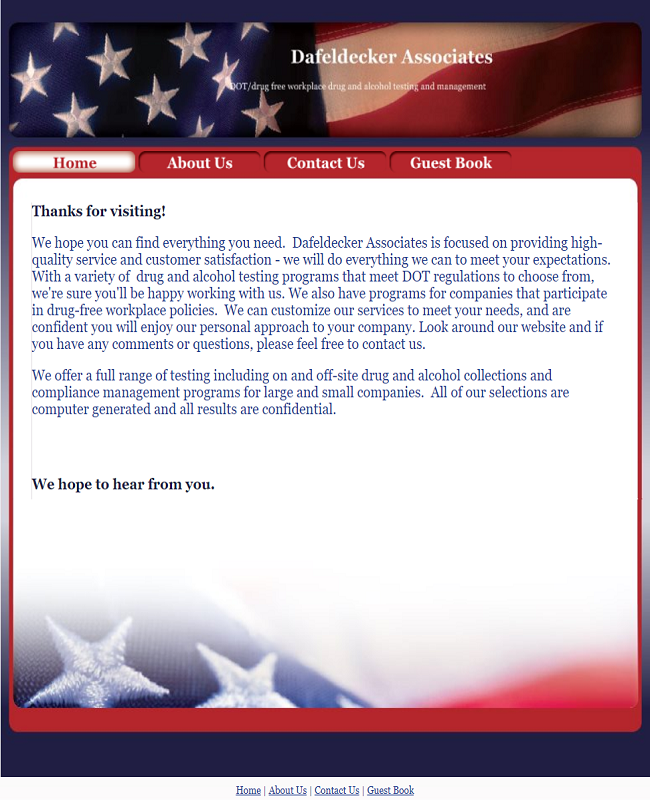 Dafeldecker Associates
DOT/drug free workplace drug and alcohol testing and management
Home About Us Contact Us Guest Book
Thanks for visiting!
We hope you can find everything you need.  Dafeldecker Associates is focused on providing high-
quality service and customer satisfaction - we will do everything we can to meet your expectations.
With a variety of  drug and alcohol testing programs that meet DOT regulations to choose from,
we're sure you'll be happy working with us. We also have programs for companies that participate
in drug-free workplace policies.  We can customize our services to meet your needs, and are
confident you will enjoy our personal approach to your company. Look around our website and if
you have any comments or questions, please feel free to contact us.
We offer a full range of testing including on and off-site drug and alcohol collections and
compliance management programs for large and small companies.  All of our selections are
computer generated and all results are confidential.
We hope to hear from you.
Home | About Us | Contact Us | Guest Book